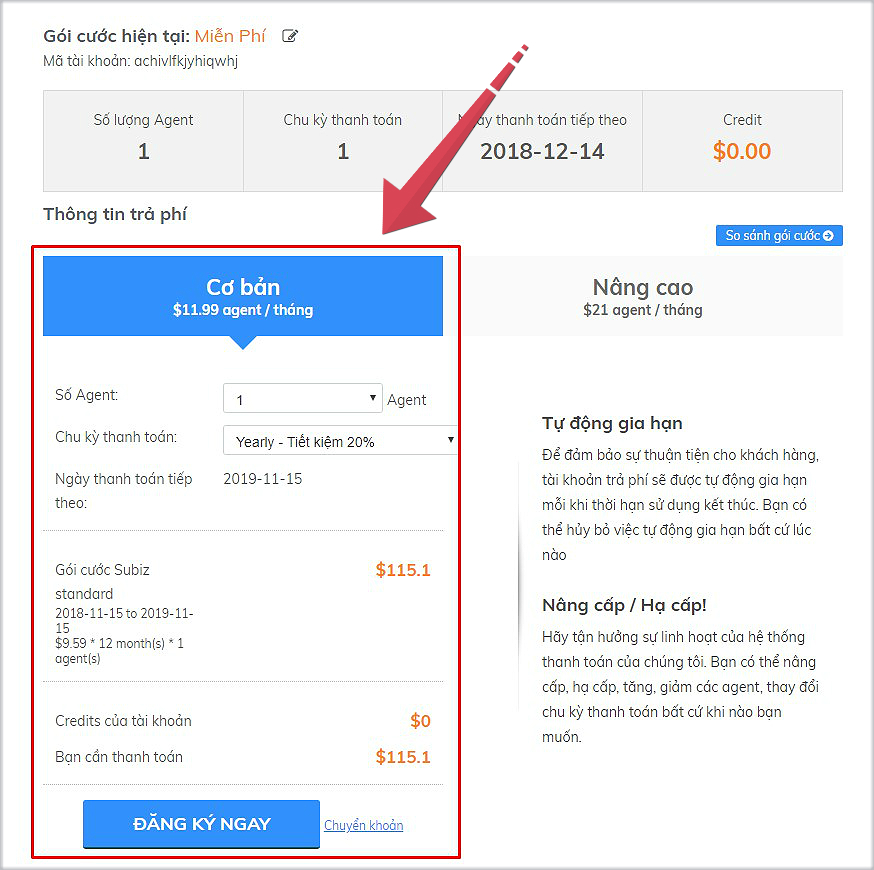 Gói cước hiện tại: Miễn Phí
Mã tài khoản: achivlfkjyhiqwhj
Số lượng Agent
1
Chu kỳ thanh toán
1
thanh toán tiếp theo
2018-12-14
Credit
$0.00
Thông tin trả phí
So sánh gói cước
Cơ bản
$11.99 agent / tháng
Nâng cao
$21 agent / tháng
Số Agent:
1
Agent
Chu kỳ thanh toán:
Yearly - Tiết kiệm 20%
Ngày thanh toán tiếp
theo:
2019-11-15
Gói cước Subiz
standard
$115.1
2018-11-15 to 2019-11-
15
$9.59 * 12 month(s) * 1
agent(s)
Credits của tài khoản
$0
Bạn cần thanh toán
$115.1
ĐĂNG KÝ NGAY
Chuyển khoản
Tự động gia hạn
Để đảm bảo sự thuận tiện cho khách hàng,
tài khoản trả phí sẽ được tự động gia hạn
mỗi khi thời hạn sử dụng kết thúc. Bạn có
thể hủy bỏ việc tự động gia hạn bất cứ lúc
nào
Nâng cấp / Hạ cấp!
Hãy tận hưởng sự linh hoạt của hệ thống
thanh toán của chúng tôi. Bạn có thể nâng
cấp, hạ cấp, tăng, giảm các agent, thay đổi
chu kỳ thanh toán bất cứ khi nào bạn
muốn.